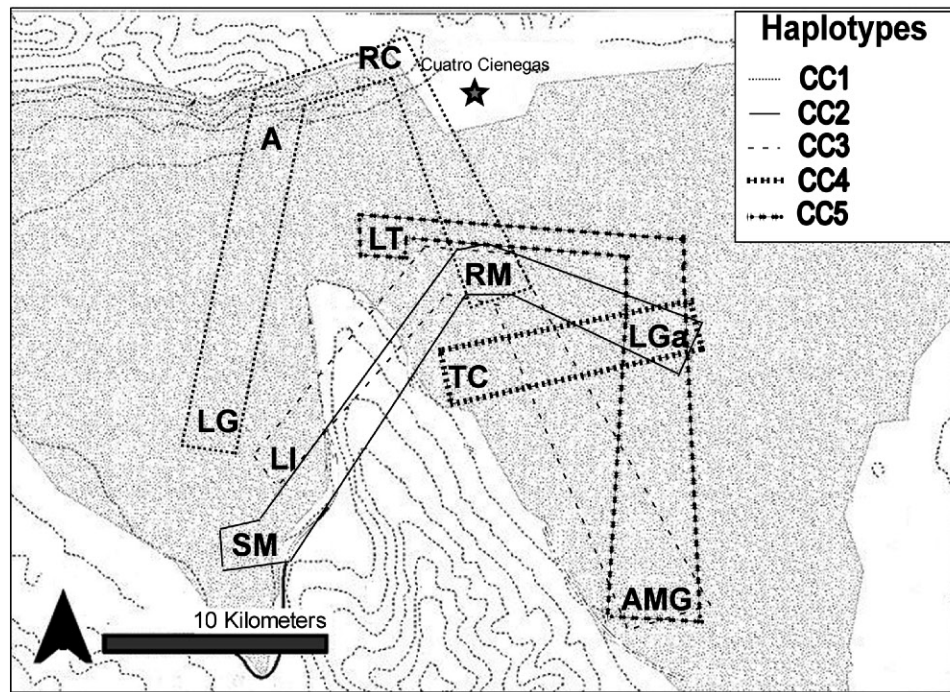 Haplotypes
CC1
CC2
CC3
CC4
CC5
RC
Cuatro Cienegas
A
LT
RM
LGa
TC
LG
LI
SM
AMG
10 Kilometers